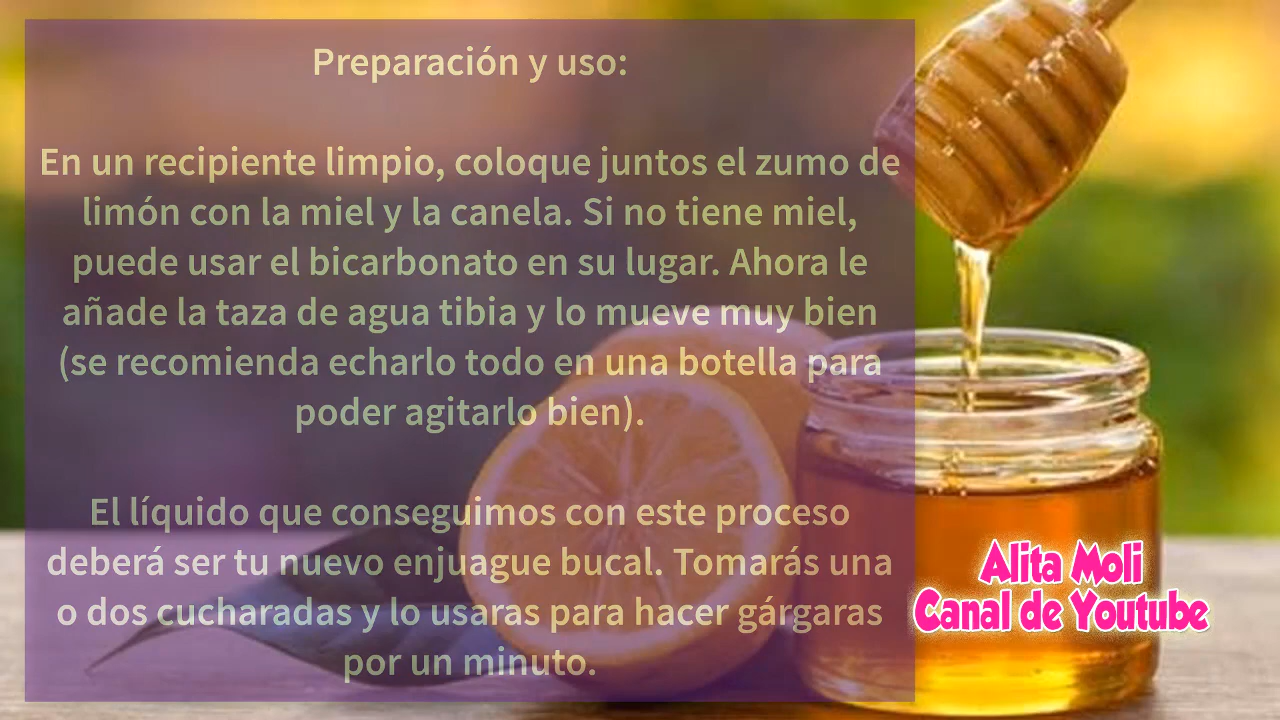 Preparación y uso:
En un recipiente limpio, coloque juntos el zumo de
limón con la miel y la canela. Si no tiene miel,
puede usar el bicarbonato en su lugar. Ahora le
añade la taza de agua tibia y lo mueve muy bien
(se recomienda echarlo todo en una botella para
poder agitarlo bien).
El líquido que conseguimos con este proceso
deberá ser tu nuevo enjuague bucal. Tomarás una
o dos cucharadas y lo usaras para hacer gárgaras
por un minuto.
Alita Moli
Canal de Youtube